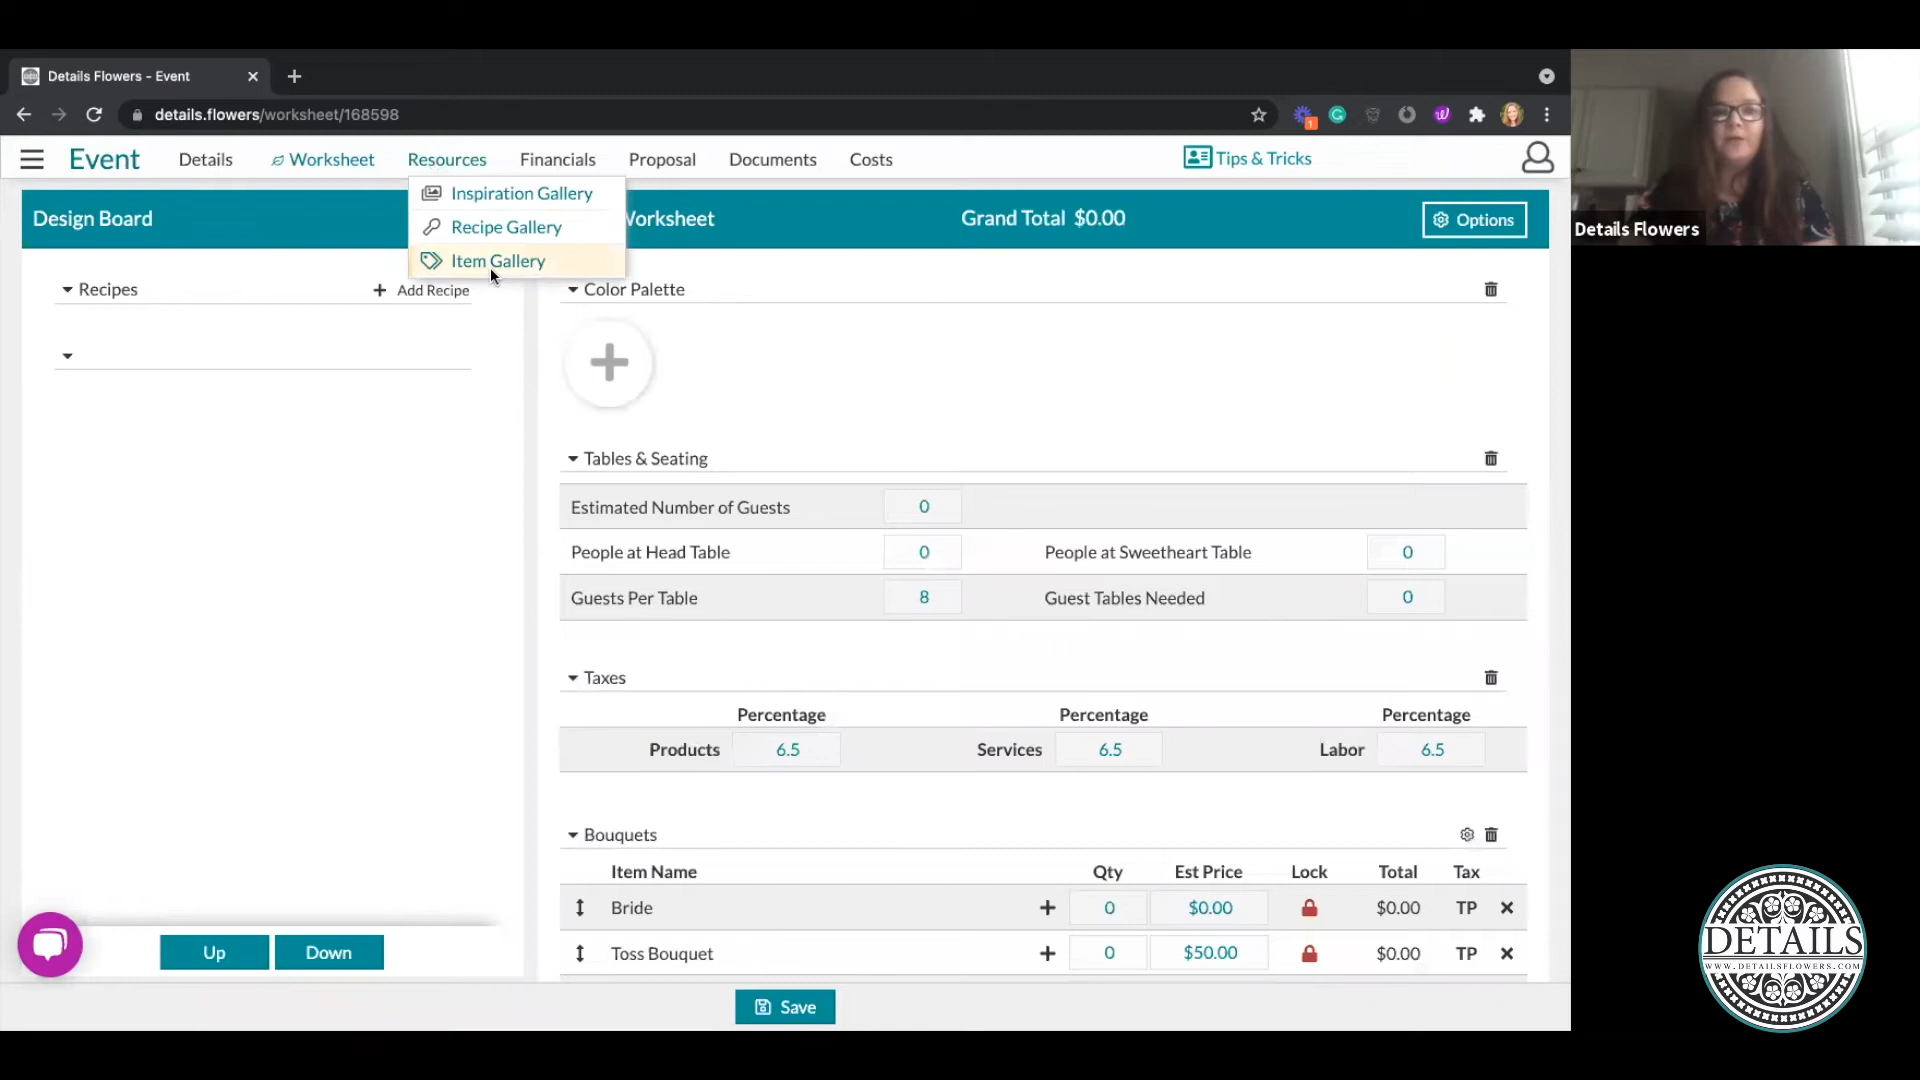 Details Flowers - Event
details.flowers/worksheet/168598
1
Event
Details
Worksheet
Resources
Financials
Proposal
Documents
Costs
Tips & Tricks
Inspiration Gallery
Recipe Gallery
Item Gallery
Design Board
Worksheet
Grand Total $0.00
Options
Details Flowers
Recipes
Add Recipe
Color Palette
Tables & Seating
Estimated Number of Guests 0
People at Head Table 0 People at Sweetheart Table 0
Guests Per Table 8 Guest Tables Needed 0
Taxes
Percentage Percentage Percentage
Products 6.5 Services 6.5 Labor 6.5
Bouquets
Item Name Qty Est Price Lock Total Tax
Bride 0 $0.00 $0.00 TP
Toss Bouquet 0 $50.00 $0.00 TP
Up
Down
Save
DETAILS
WWW.DETAILSFLOWERS.COM